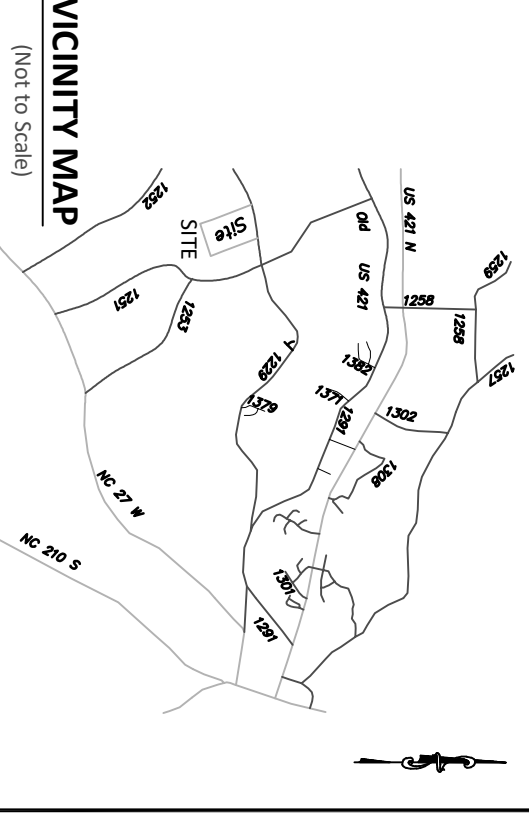 VICINITY MAP
(Not to Scale)
1252
SITE
Site
1251
1253
Old
US 421
US 421 N
1259
1258
1258
1257
1382
1229
1371
1379
1291
1302
1308
NC 27 W
NC 210 S
1301
1291